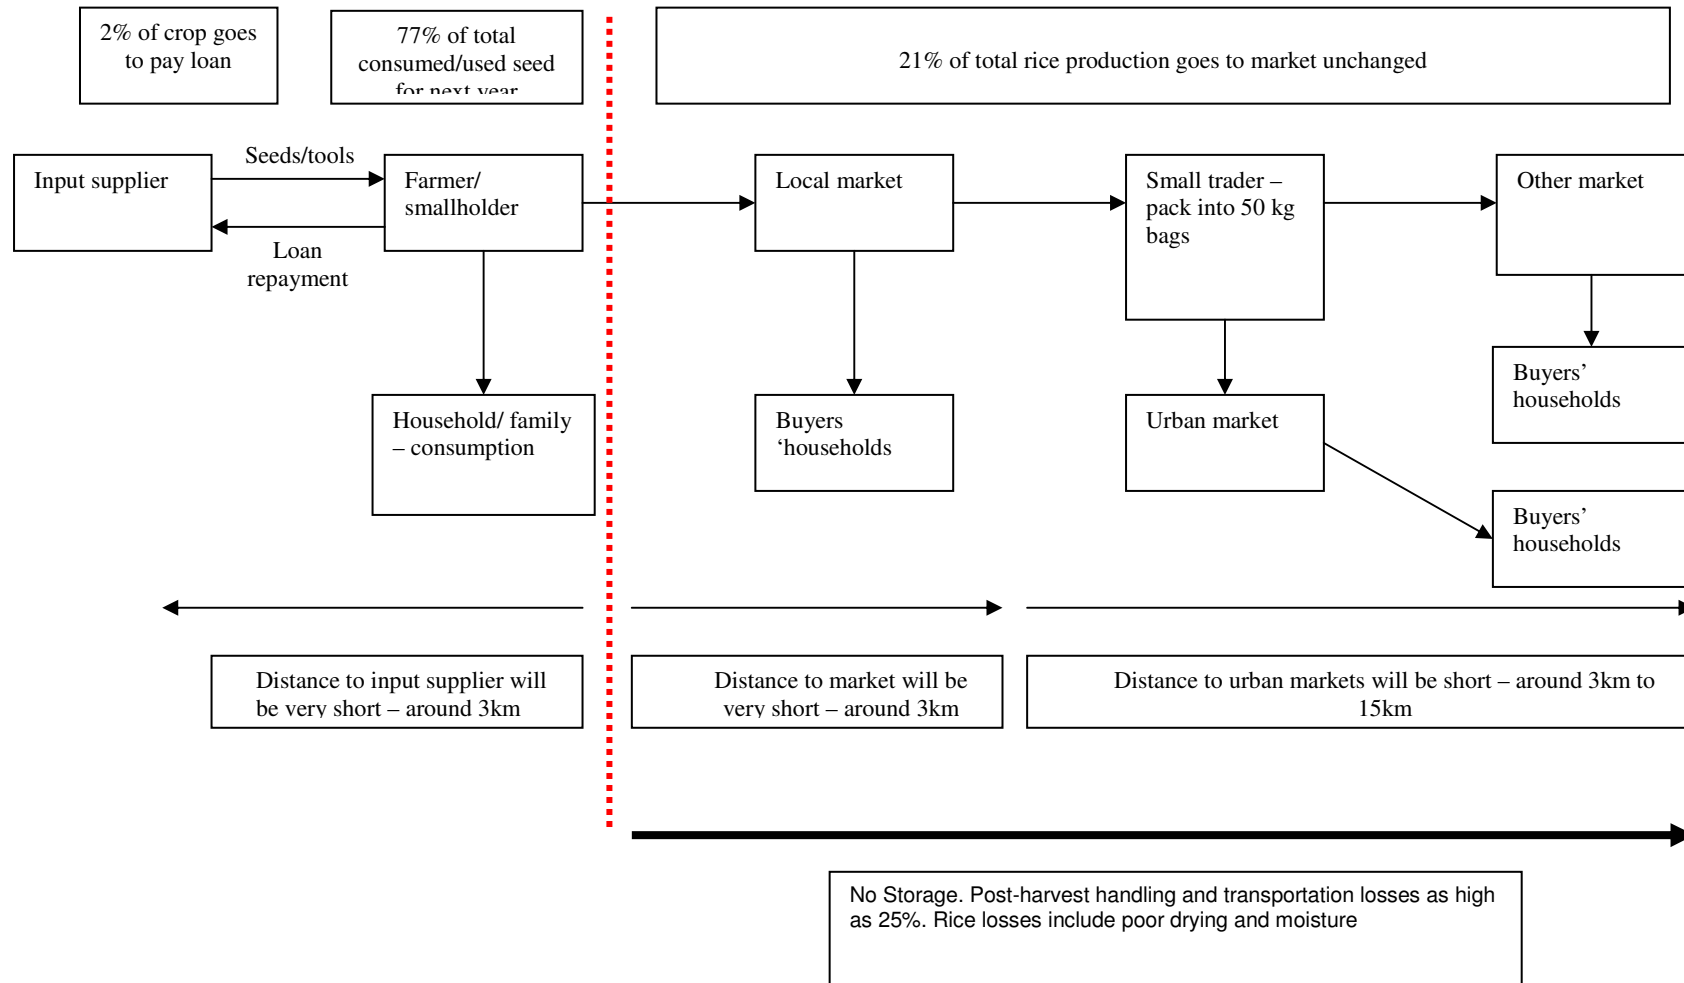 2% of crop goes
to pay loan
77% of total
consumed/used seed
for next year
21% of total rice production goes to market unchanged
Seeds/tools
Input supplier
Farmer/
smallholder
Loan
repayment
Local market
Small trader –
pack into 50 kg
bags
Other market
Household/ family
– consumption
Buyers
‘households
Urban market
Buyers’
households
Buyers’
households
Distance to input supplier will
be very short – around 3km
Distance to market will be
very short – around 3km
Distance to urban markets will be short – around 3km to
15km
No Storage. Post-harvest handling and transportation losses as high
as 25%. Rice losses include poor drying and moisture